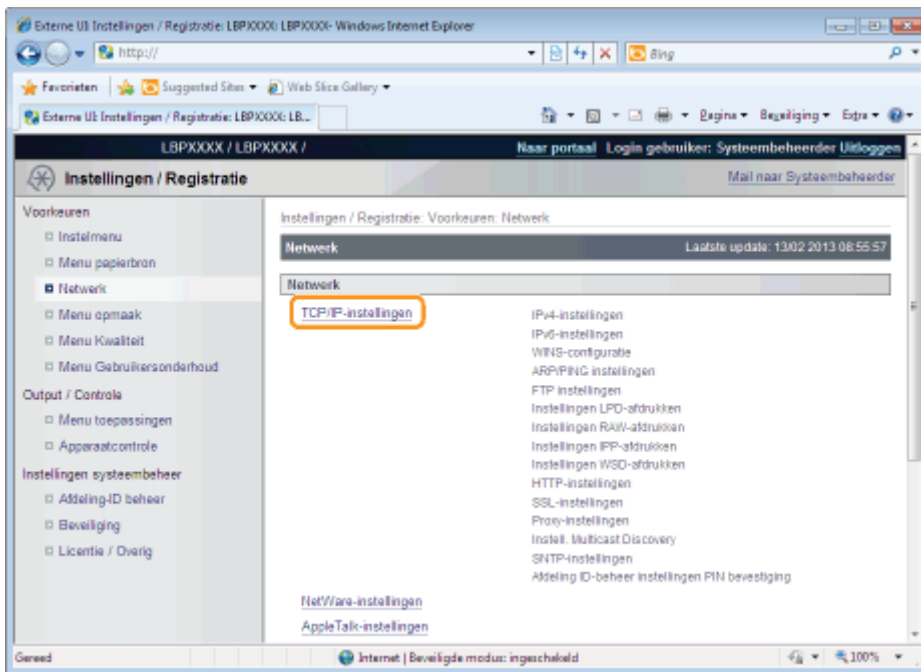 Externe UI: Instellingen / Registratie: LBPXXXX: LBPXXXX- Windows Internet Explorer
http://
Bing
Favorieten Suggested Sites Web Slice Gallery
Externe UI: Instellingen / Registratie: LBPXXXX: LB...
Pagina Beveiliging Extra
LBPXXXX / LBPXXXX /
Naar portaal Login gebruiker: Systeembeheerder Uitloggen
Instellingen / Registratie
Mail naar Systeembeheerder
Voorkeuren
Instelmenu
Menu papierbron
Netwerk
Menu opmaak
Menu Kwaliteit
Menu Gebruikersonderhoud
Output / Controle
Menu toepassingen
Apparaatcontrole
Instellingen systeembeheer
Afdeling-ID beheer
Beveiliging
Licentie / Overig
Instellingen / Registratie: Voorkeuren: Netwerk
Netwerk
Laatste update: 13/02 2013 08:55:57
Netwerk
TCP/IP-instellingen
IPv4-instellingen
IPv6-instellingen
WINS-configuratie
ARP/PING instellingen
FTP instellingen
Instellingen LPD-afdrukken
Instellingen RAW-afdrukken
Instellingen IPP-afdrukken
Instellingen WSD-afdrukken
HTTP-instellingen
SSL-instellingen
Proxy-instellingen
Instell. Multicast Discovery
SNTP-instellingen
Afdeling ID-beheer instellingen PIN bevestiging
NetWare-instellingen
AppleTalk-instellingen
Gereed
Internet | Beveiligde modus: ingeschakeld
100%